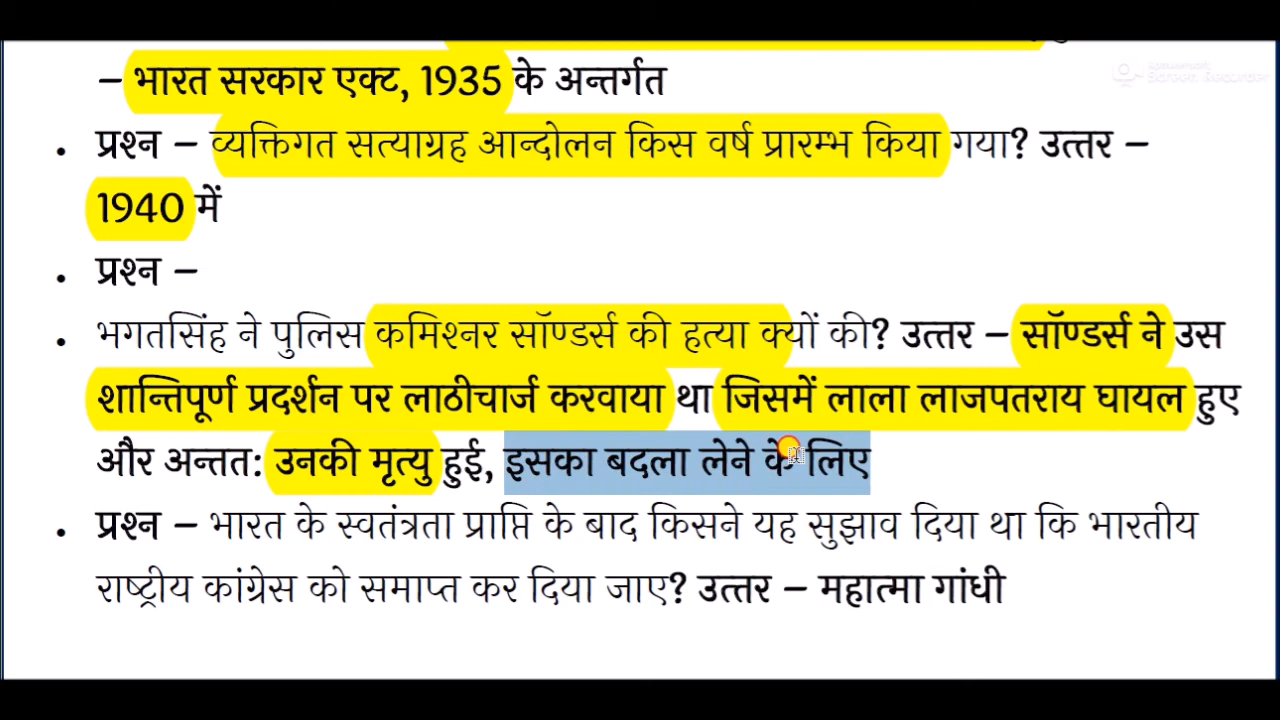 – भारत सरकार एक्ट, 1935 के अन्तर्गत
• प्रश्न – व्यक्तिगत सत्याग्रह आन्दोलन किस वर्ष प्रारम्भ किया गया? उत्तर –
1940 में
• प्रश्न –
• भगतसिंह ने पुलिस कमिश्नर सॉण्डर्स की हत्या क्यों की? उत्तर – सॉण्डर्स ने उस
शान्तिपूर्ण प्रदर्शन पर लाठीचार्ज करवाया था जिसमें लाला लाजपतराय घायल हुए
और अन्तत: उनकी मृत्यु हुई, इसका बदला लेने के लिए
• प्रश्न – भारत के स्वतंत्रता प्राप्ति के बाद किसने यह सुझाव दिया था कि भारतीय
राष्ट्रीय कांग्रेस को समाप्त कर दिया जाए? उत्तर – महात्मा गांधी
Screen Recorder